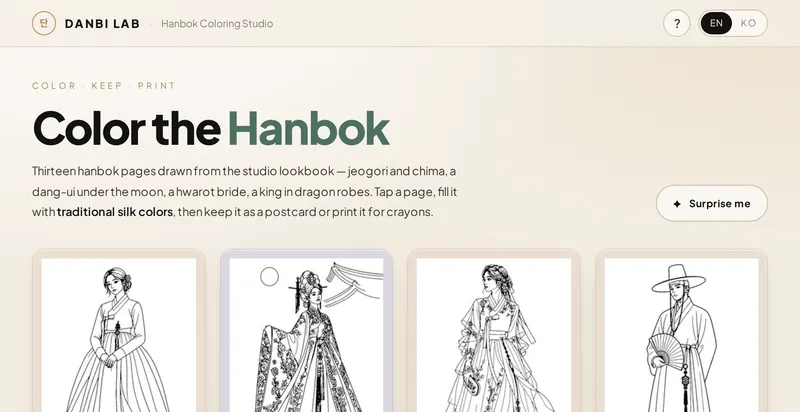 단 DANBI LAB · Hanbok Coloring Studio
? EN KO
COLOR · KEEP · PRINT
Color the Hanbok
Thirteen hanbok pages drawn from the studio lookbook — jeogori and chima, a
dang-ui under the moon, a hwarot bride, a king in dragon robes. Tap a page, fill it
with traditional silk colors, then keep it as a postcard or print it for crayons.
✦ Surprise me